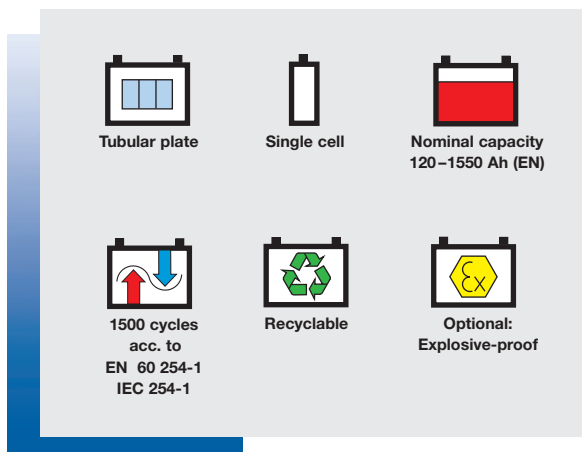 Tubular plate
Single cell
Nominal capacity
120–1550 Ah (EN)
1500 cycles
acc. to
EN 60 254-1
IEC 254-1
Recyclable
Ex
Optional:
Explosive-proof